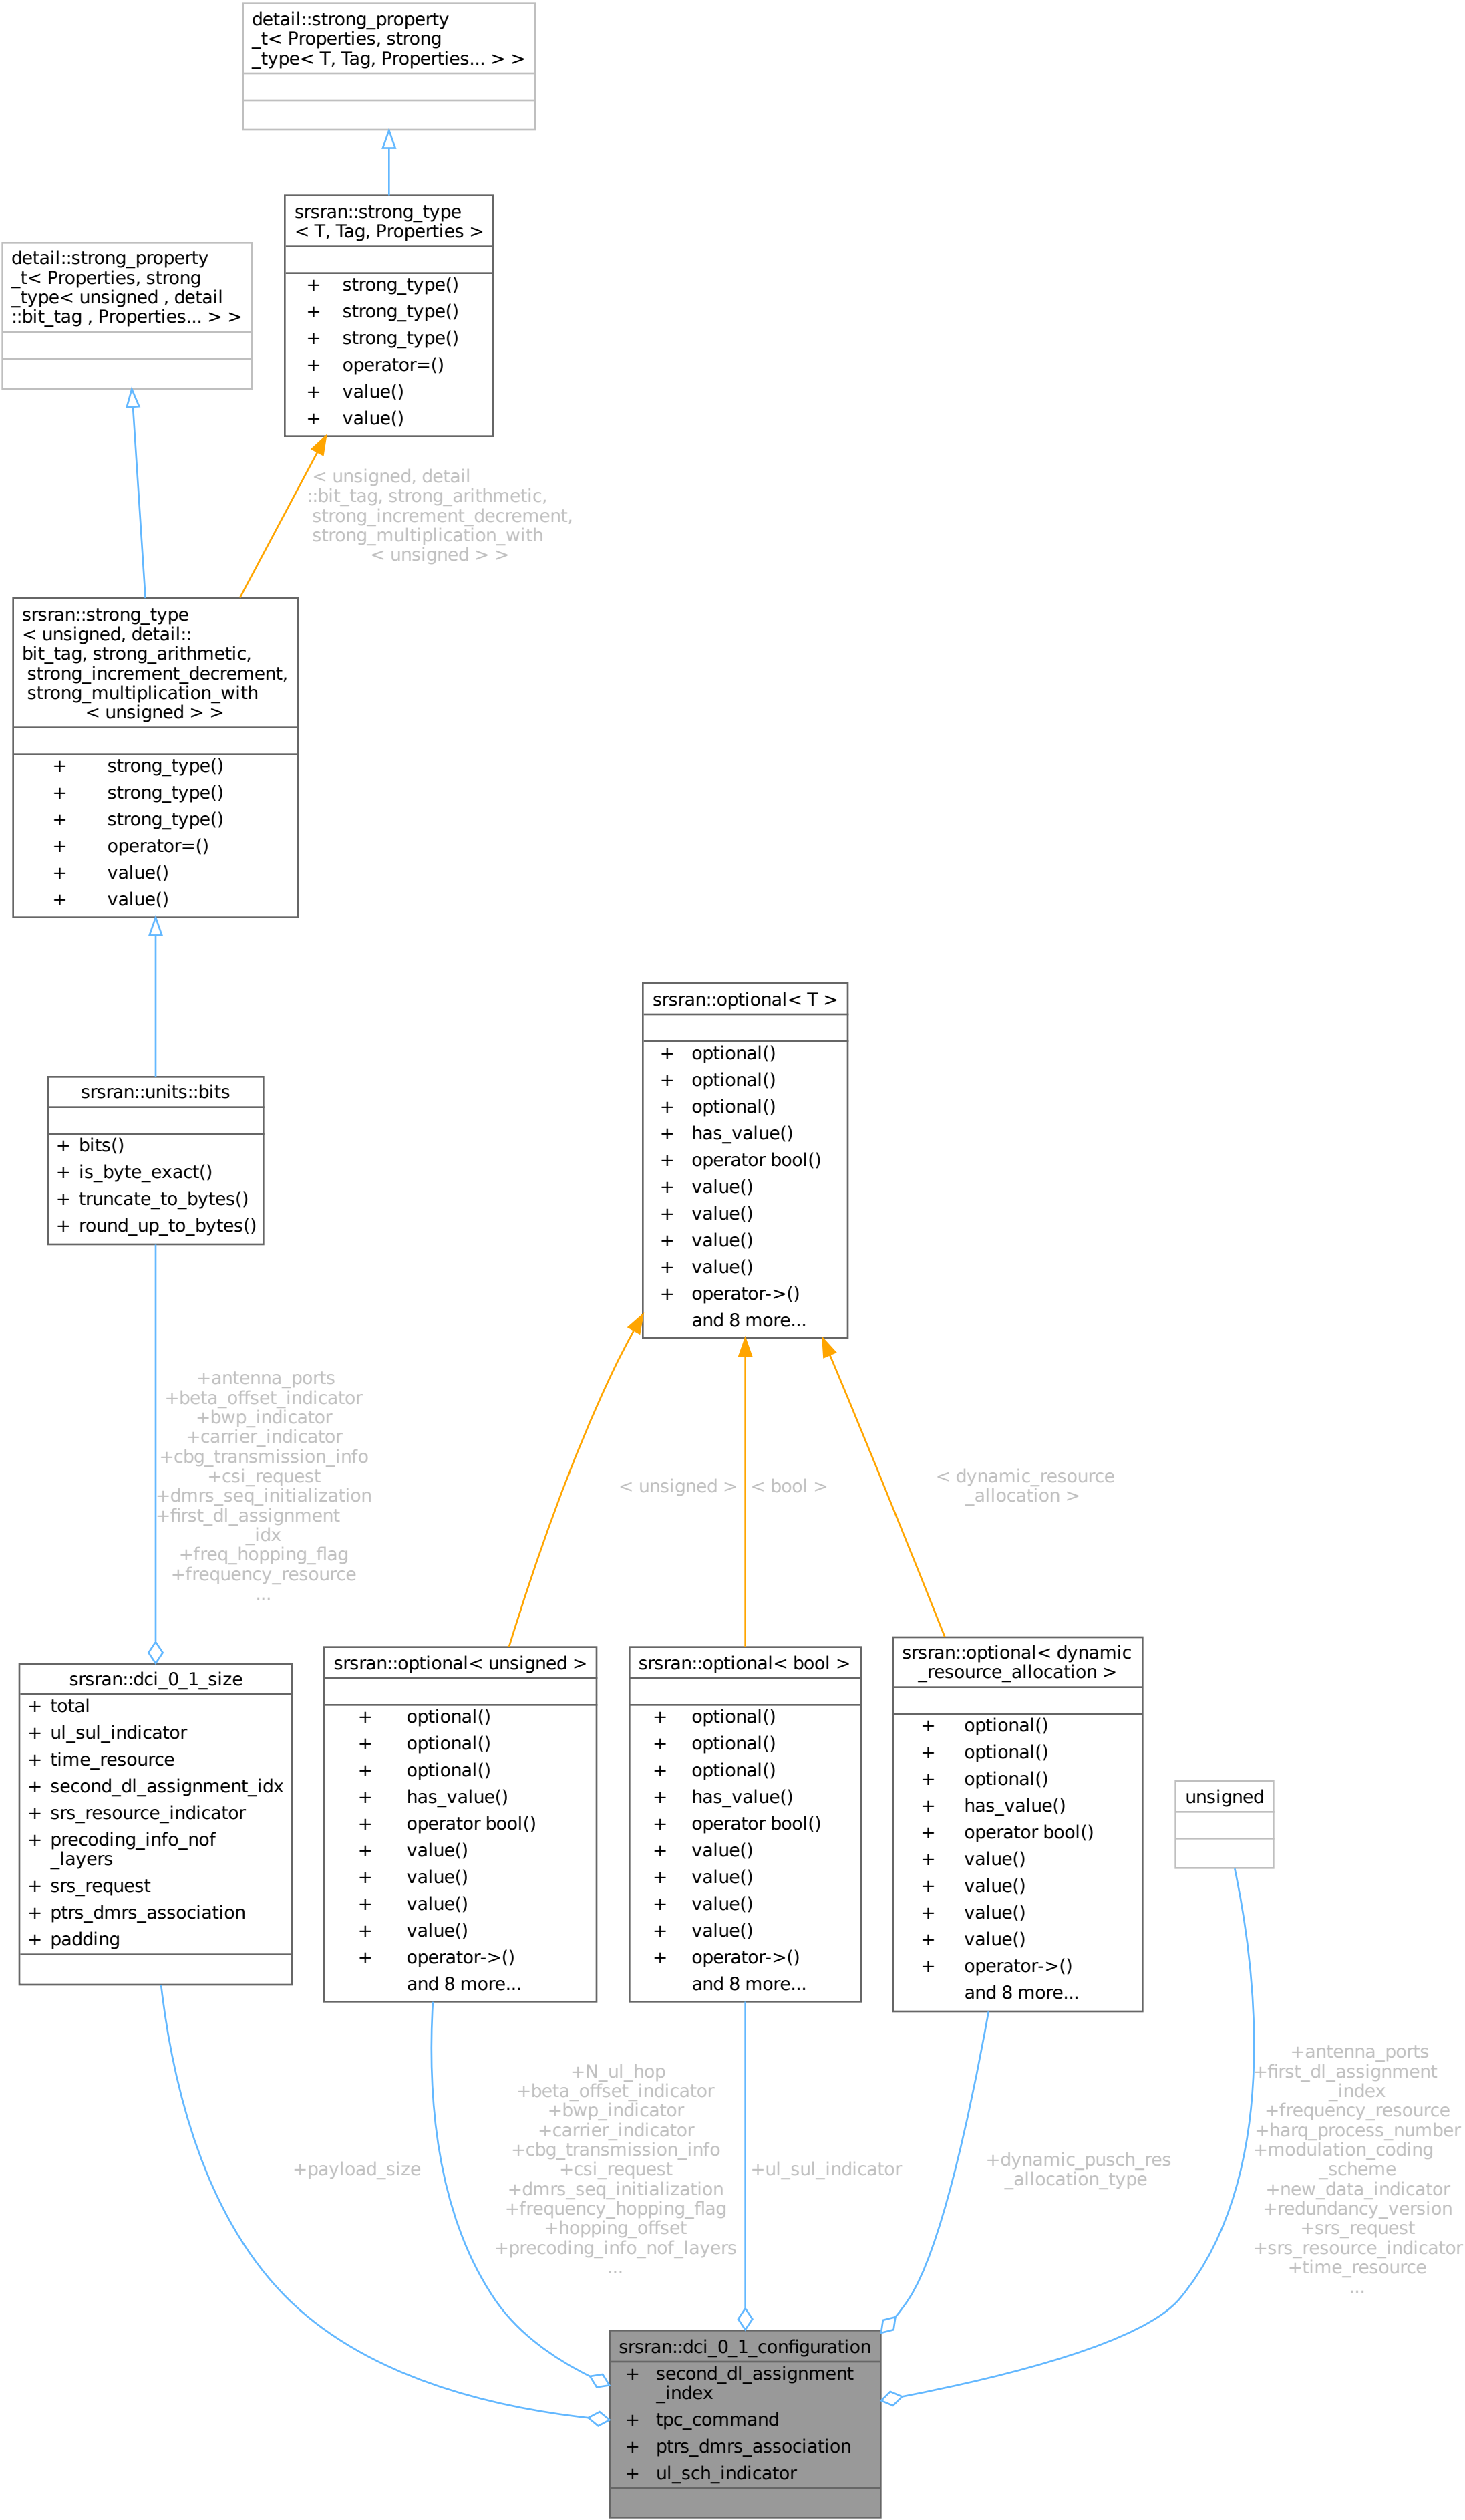 detail::strong_property
_t< Properties, strong
_type< T, Tag, Properties... > >
srsran::strong_type
< T, Tag, Properties >
+ strong_type()
+ strong_type()
+ strong_type()
+ operator=()
+ value()
+ value()
detail::strong_property
_t< Properties, strong
_type< unsigned , detail
::bit_tag , Properties... > >
< unsigned, detail
::bit_tag, strong_arithmetic,
strong_increment_decrement,
strong_multiplication_with
< unsigned > >
srsran::strong_type
< unsigned, detail::
bit_tag, strong_arithmetic,
strong_increment_decrement,
strong_multiplication_with
< unsigned > >
+ strong_type()
+ strong_type()
+ strong_type()
+ operator=()
+ value()
+ value()
srsran::units::bits
+ bits()
+ is_byte_exact()
+ truncate_to_bytes()
+ round_up_to_bytes()
srsran::optional< T >
+ optional()
+ optional()
+ optional()
+ has_value()
+ operator bool()
+ value()
+ value()
+ value()
+ value()
+ operator->()
and 8 more...
+antenna_ports
+beta_offset_indicator
+bwp_indicator
+carrier_indicator
+cbg_transmission_info
+csi_request
+dmrs_seq_initialization
+first_dl_assignment
_idx
+freq_hopping_flag
+frequency_resource
...
< unsigned >
< bool >
< dynamic_resource
_allocation >
srsran::dci_0_1_size
+ total
+ ul_sul_indicator
+ time_resource
+ second_dl_assignment_idx
+ srs_resource_indicator
+ precoding_info_nof
_layers
+ srs_request
+ ptrs_dmrs_association
+ padding
srsran::optional< unsigned >
+ optional()
+ optional()
+ optional()
+ has_value()
+ operator bool()
+ value()
+ value()
+ value()
+ value()
+ operator->()
and 8 more...
srsran::optional< bool >
+ optional()
+ optional()
+ optional()
+ has_value()
+ operator bool()
+ value()
+ value()
+ value()
+ value()
+ operator->()
and 8 more...
srsran::optional< dynamic
_resource_allocation >
+ optional()
+ optional()
+ optional()
+ has_value()
+ operator bool()
+ value()
+ value()
+ value()
+ value()
+ operator->()
and 8 more...
unsigned
+payload_size
+N_ul_hop
+beta_offset_indicator
+bwp_indicator
+carrier_indicator
+cbg_transmission_info
+csi_request
+dmrs_seq_initialization
+frequency_hopping_flag
+hopping_offset
+precoding_info_nof_layers
...
+ul_sul_indicator
+dynamic_pusch_res
_allocation_type
+antenna_ports
+first_dl_assignment
_index
+frequency_resource
+harq_process_number
+modulation_coding
_scheme
+new_data_indicator
+redundancy_version
+srs_request
+srs_resource_indicator
+time_resource
...
srsran::dci_0_1_configuration
+ second_dl_assignment
_index
+ tpc_command
+ ptrs_dmrs_association
+ ul_sch_indicator